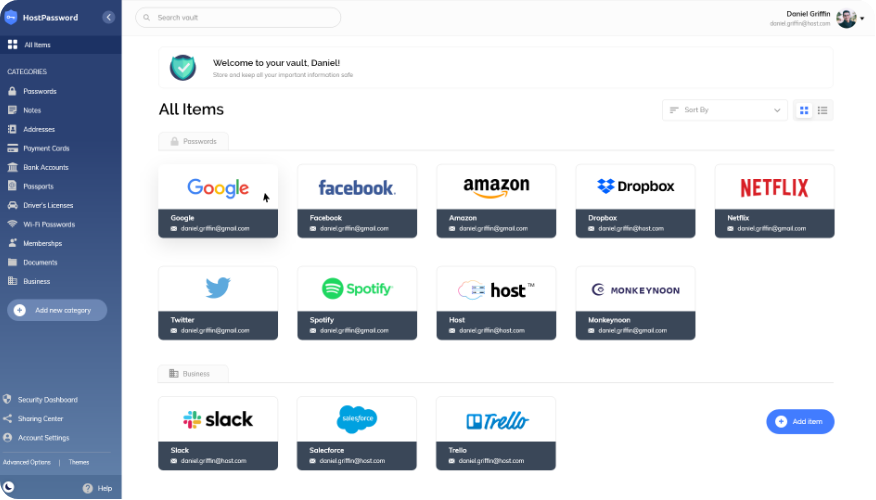 HostPassword
Search vault
Daniel Griffin
daniel.griffin@host.com
All Items
CATEGORIES
Passwords
Notes
Addresses
Payment Cards
Bank Accounts
Passports
Driver's Licenses
Wi-Fi Passwords
Memberhps
Documents
Business
Add new category
Security Dashboard
Sharing Center
Account Settings
Advanced Options | Themes
Help
Welcome to your vault, Daniel!
Store and keep all your important information safe
All Items
Sort By
Passwords
Google
facebook.
amazon
Dropbox
NETFLIX
Google
Facebook
Amazon
Dropbox
Netflix
daniel.griffin@gmail.com
daniel.griffin@gmail.com
daniel.griffin@gmail.com
daniel.griffin@host.com
daniel.griffin@gmail.com
Spotify
host™
MONKEYNOON
Twitter
Spotify
Host
Monkeynoon
daniel.griffin@gmail.com
daniel.griffin@gmail.com
daniel.griffin@host.com
daniel.griffin@gmail.com
Business
slack
salesforce
Trello
Slack
Salecforce
Trello
daniel.griffin@host.com
daniel.griffin@host.com
daniel.griffin@host.com
Add item